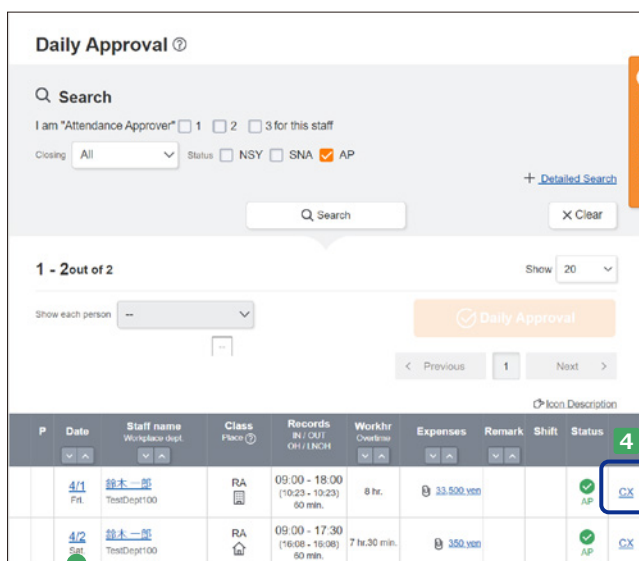 Daily Approval ?
Search
I am "Attendance Approver" 1 2 3 for this staff
Closing All Status NSY SNA AP
+ Detailed Search
Search × Clear
1 - 2 out of 2 Show 20
Show each person -- Daily Approval
--
< Previous 1 Next >
Icon Description
P Date Staff name Workplace dept. Class Place ? Records IN / OUT OH / LNCH Workhr Overtime Expenses Remark Shift Status 4
4/1 鈴木 一郎 RA 09:00 - 18:00 8 hr. 33,500 yen CX
Fri. TestDept100 (10:23 - 10:23) AP
60 min.
4/2 鈴木 一郎 RA 09:00 - 17:30 7 hr.30 min. 350 yen CX
Sat. TestDept100 (16:08 - 16:08) AP
60 min.